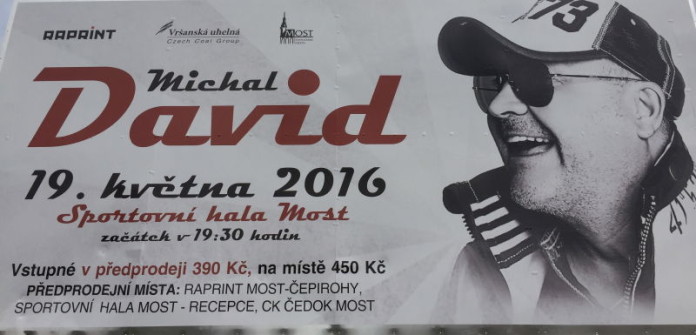 RAPRINT
Vršanská uhelná
Czech Coal Group
MOST
Michal
David
19. května 2016
Sportovní hala Most
začátek v 19:30 hodin
Vstupné v předprodeji 390 Kč, na místě 450 Kč
PŘEDPRODEJNÍ MÍSTA: RAPRINT MOST-ČEPIROHY,
SPORTOVNÍ HALA MOST - RECEPCE, CK ČEDOK MOST
73